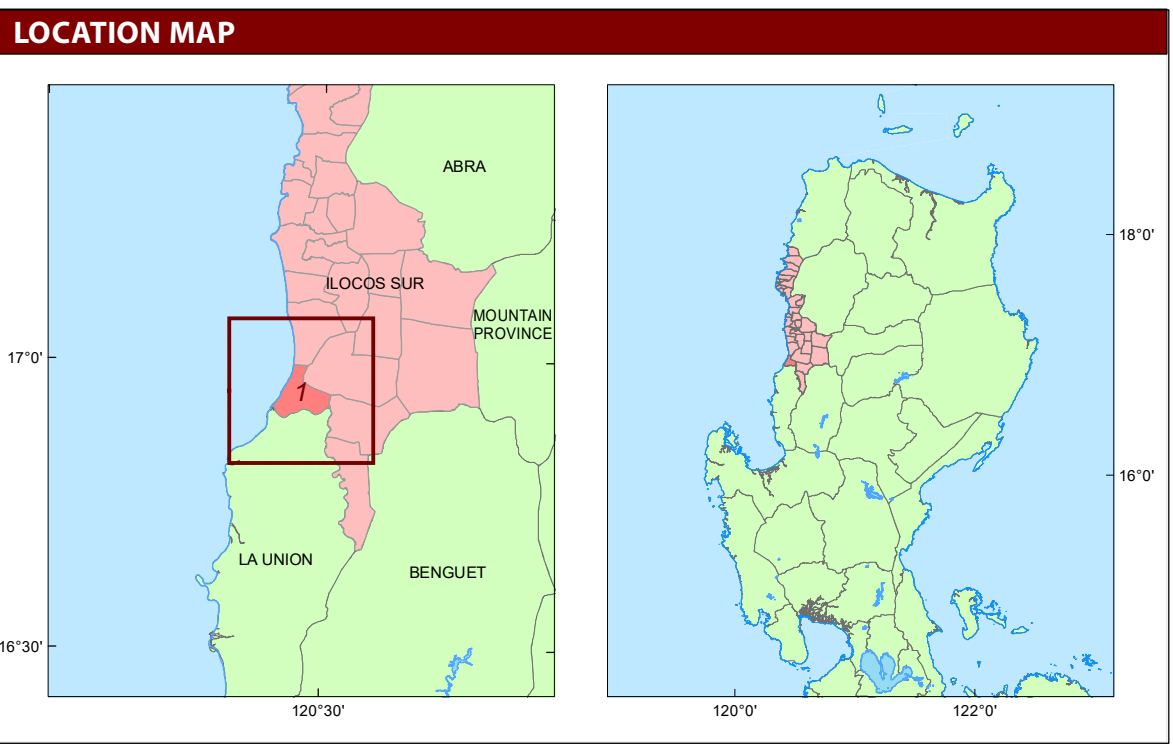 LOCATION MAP
ABRA
ILOCOS SUR
MOUNTAIN
PROVINCE
17°0'
1
LA UNION
BENGUET
16°30'
120°30'
18°0'
16°0'
120°0'
122°0'